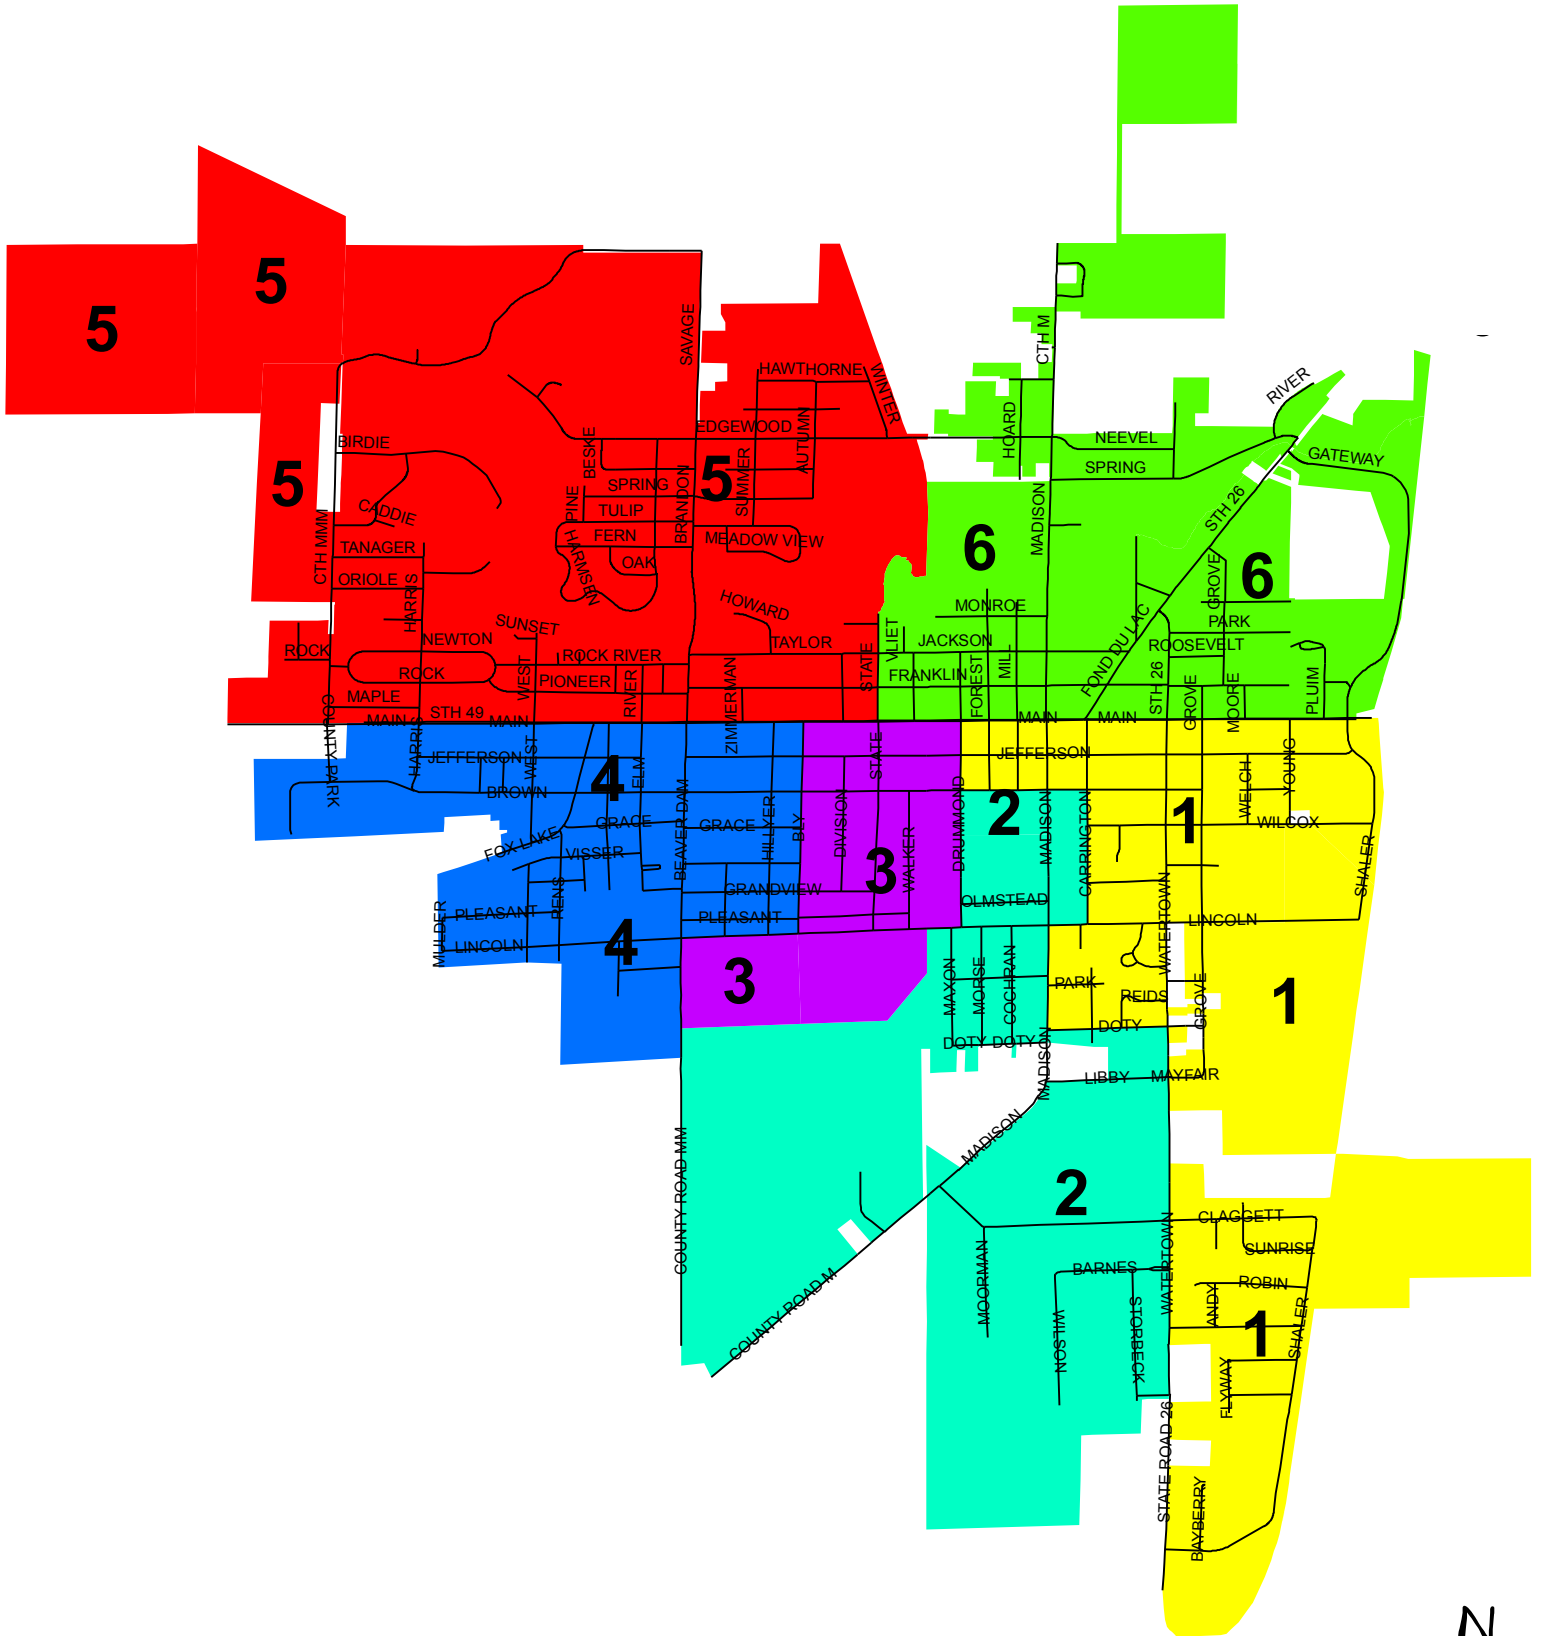 5
5
SAVAGE
CTH M
HAWTHORNE
WINTER
RIVER
EDGEWOOD
AUTUMN
HOARD
NEEVEL
BIRDIE
BESKE
SPRING
GATEWAY
5
5
SUMMER
SPRING
BRANDON
PINE
CADDIE
TULIP
STH 26
FERN
MEADOW VIEW
MADISON
6
CTH MMM
TANAGER
HARMSEN
OAK
6
ORIOLE
HARRIS
GROVE
HOWARD
MONROE
PARK
SUNSET
FOND DU LAC
NEWTON
TAYLOR
VLIET
JACKSON
ROOSEVELT
ROCK
ROCK RIVER
ROCK
WEST
PIONEER
RIVER
STATE
FRANKLIN
FOREST
MILL
STH 26
GROVE
MOORE
PLUIM
MAPLE
COUNTY PARK
STH 49
MAIN
MAIN
ZIMMERMAN
MAIN
MAIN
HARRIS
JEFFERSON
WEST
4
ELM
STATE
JEFFERSON
YOUNG
BROWN
BEAVER DAM
HILLYER
BLY
DIVISION
DRUMMOND
2
MADISON
CARRINGTON
1
WELCH
GRACE
GRACE
WILCOX
FOX LAKE
VISSER
3
WALKER
SHALER
RENS
GRANDVIEW
OLMSTEAD
MULDER
PLEASANT
PLEASANT
WATERTOWN
LINCOLN
LINCOLN
4
3
MAXON
MORSE
COCHRAN
PARK
REIDS
GROVE
1
DOTY
DOTY
DOTY
MADISON
LIBBY
MAYFAIR
MADISON
COUNTY ROAD MM
2
CLAGGETT
WATERTOWN
SUNRISE
MOORMAN
BARNES
ROBIN
ANDY
COUNTY ROAD M
WILSON
STORBECK
1
SHALER
FLYWAY
STATE ROAD 26
BAYBERRY
N